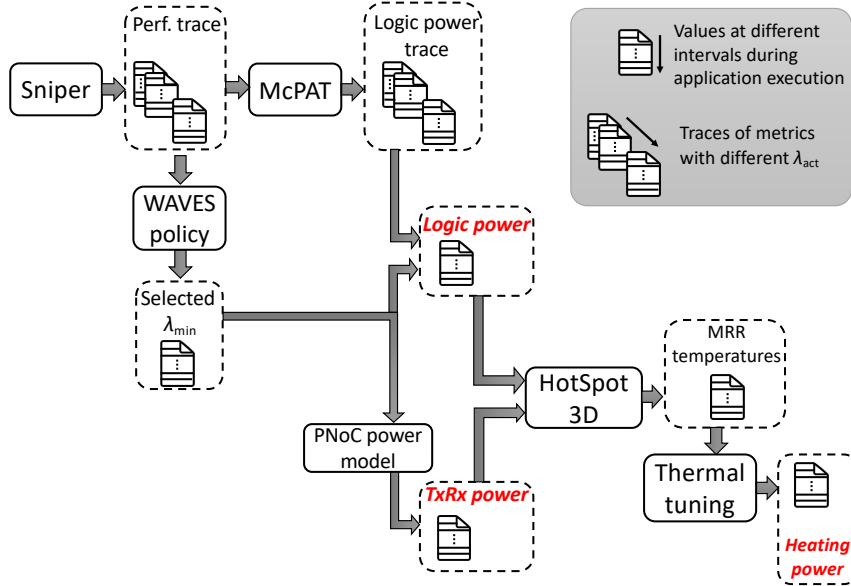 Perf. trace
Logic power
trace
Sniper
McPAT
Values at different
intervals during
application execution
Traces of metrics
with different λact
WAVES
policy
Logic power
Selected
λmin
MRR
temperatures
HotSpot
3D
PNoC power
model
TxRx power
Thermal
tuning
Heating
power